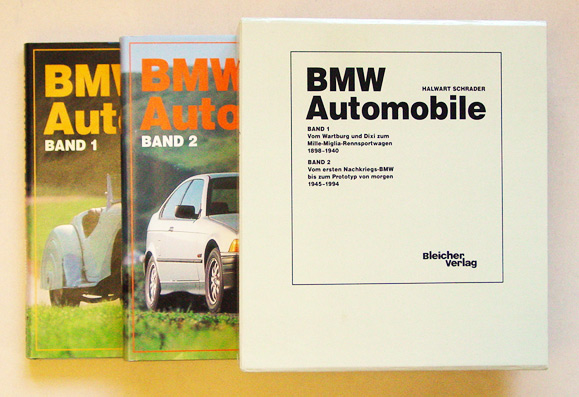 BMW
Auto
BAND 1
BMW
Auto
BAND 2
BMW
HALWART SCHRADER
Automobile
BAND 1
Vom Wartburg und Dixi zum
Mille-Miglia-Rennsportwagen
1898-1940
BAND 2
Vom ersten Nachkriegs-BMW
bis zum Prototyp von morgen
1945-1994
Bleicher
Verlag